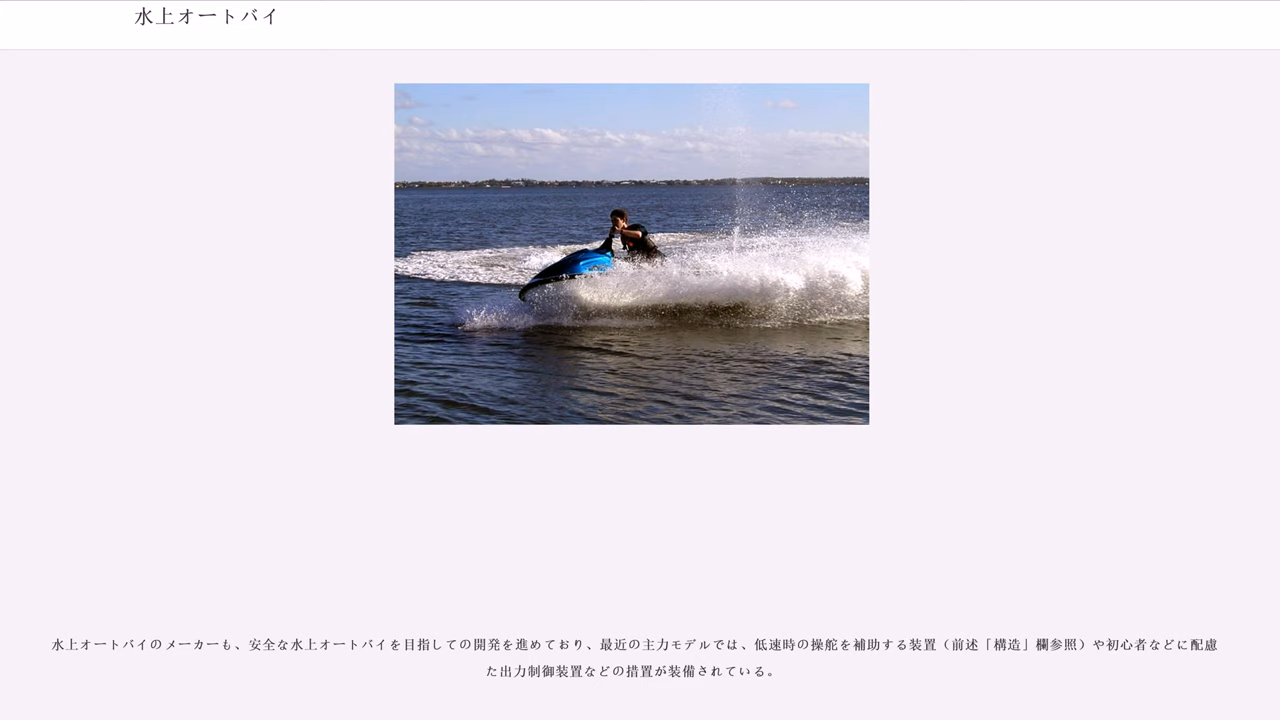 水上オートバイ
水上オートバイのメーカーも、安全な水上オートバイを目指しての開発を進めており、最近の主力モデルでは、低速時の操舵を補助する装置（前述「構造」欄参照）や初心者などに配慮
た出力制御装置などの措置が装備されている。